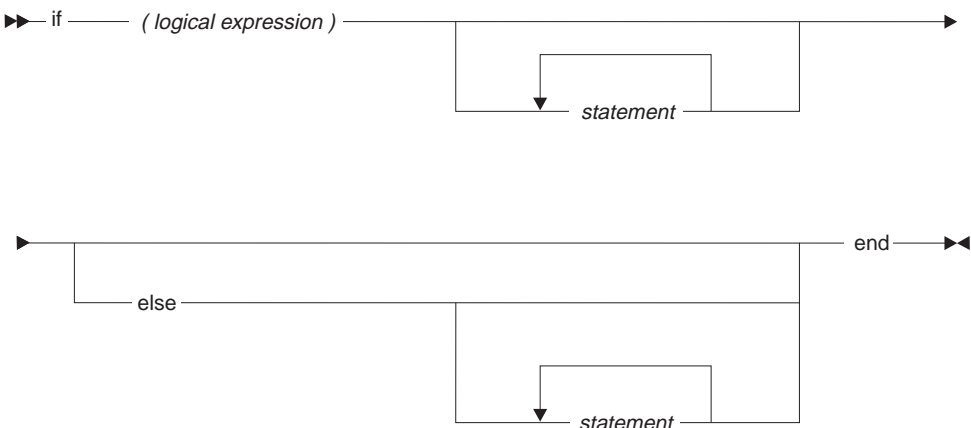 if ( logical expression )
statement
end
else
statement